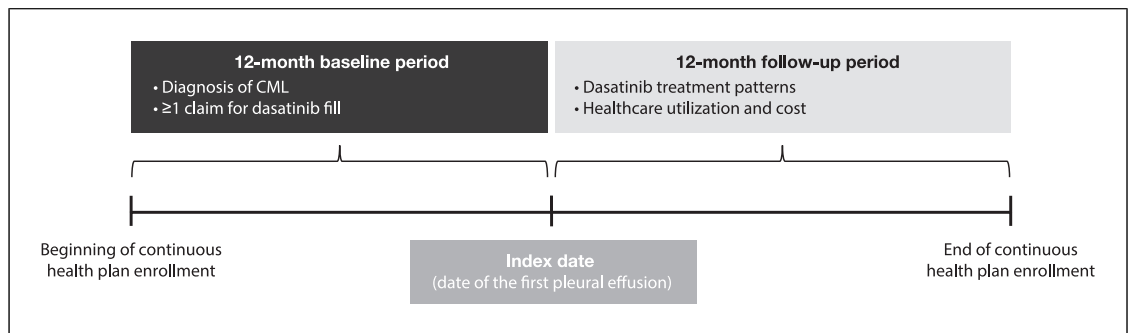 12-month baseline period
• Diagnosis of CML
• ≥1 claim for dasatinib fill
12-month follow-up period
• Dasatinib treatment patterns
• Healthcare utilization and cost
Beginning of continuous
health plan enrollment
Index date
(date of the first pleural effusion)
End of continuous
health plan enrollment